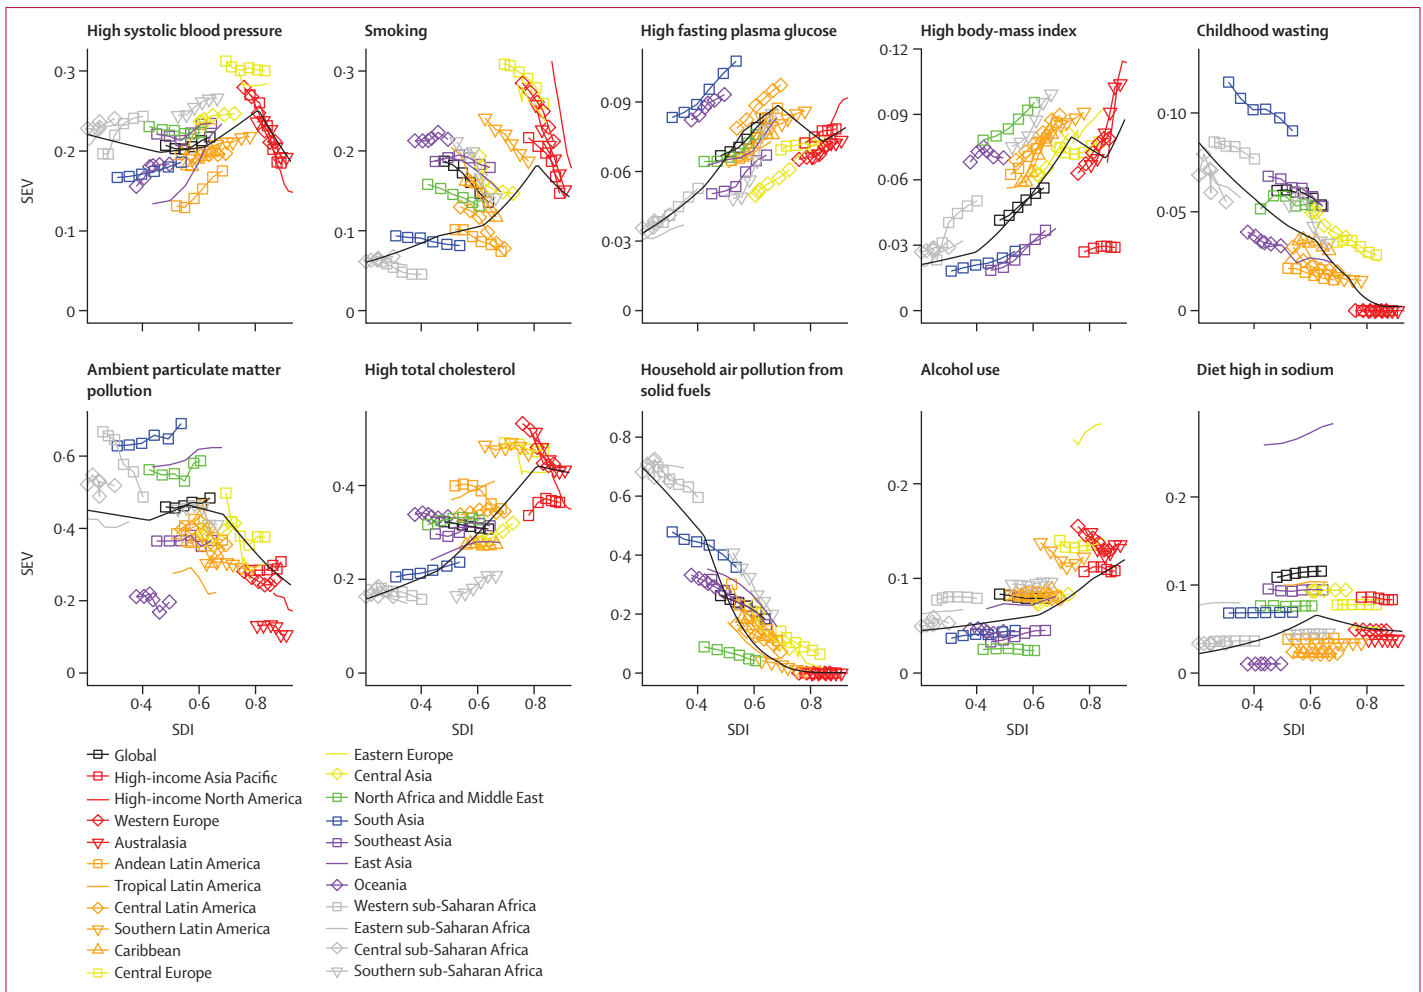 High systolic blood pressure
Smoking
High fasting plasma glucose
High body-mass index
Childhood wasting
SEV
0·3
0·2
0·1
0
0·3
0·2
0·1
0
0·09
0·06
0·03
0
0·12
0·09
0·06
0·03
0
0·10
0·05
0
Ambient particulate matter
pollution
High total cholesterol
Household air pollution from
solid fuels
Alcohol use
Diet high in sodium
SEV
0·6
0·4
0·2
0
0·4
0·2
0
0·8
0·6
0·4
0·2
0
0·2
0·1
0
0·2
0·1
0
0·4 0·6 0·8
0·4 0·6 0·8
0·4 0·6 0·8
0·4 0·6 0·8
0·4 0·6 0·8
SDI
SDI
SDI
SDI
SDI
Global
High-income Asia Pacific
High-income North America
Western Europe
Australasia
Andean Latin America
Tropical Latin America
Central Latin America
Southern Latin America
Caribbean
Central Europe
Eastern Europe
Central Asia
North Africa and Middle East
South Asia
Southeast Asia
East Asia
Oceania
Western sub-Saharan Africa
Eastern sub-Saharan Africa
Central sub-Saharan Africa
Southern sub-Saharan Africa